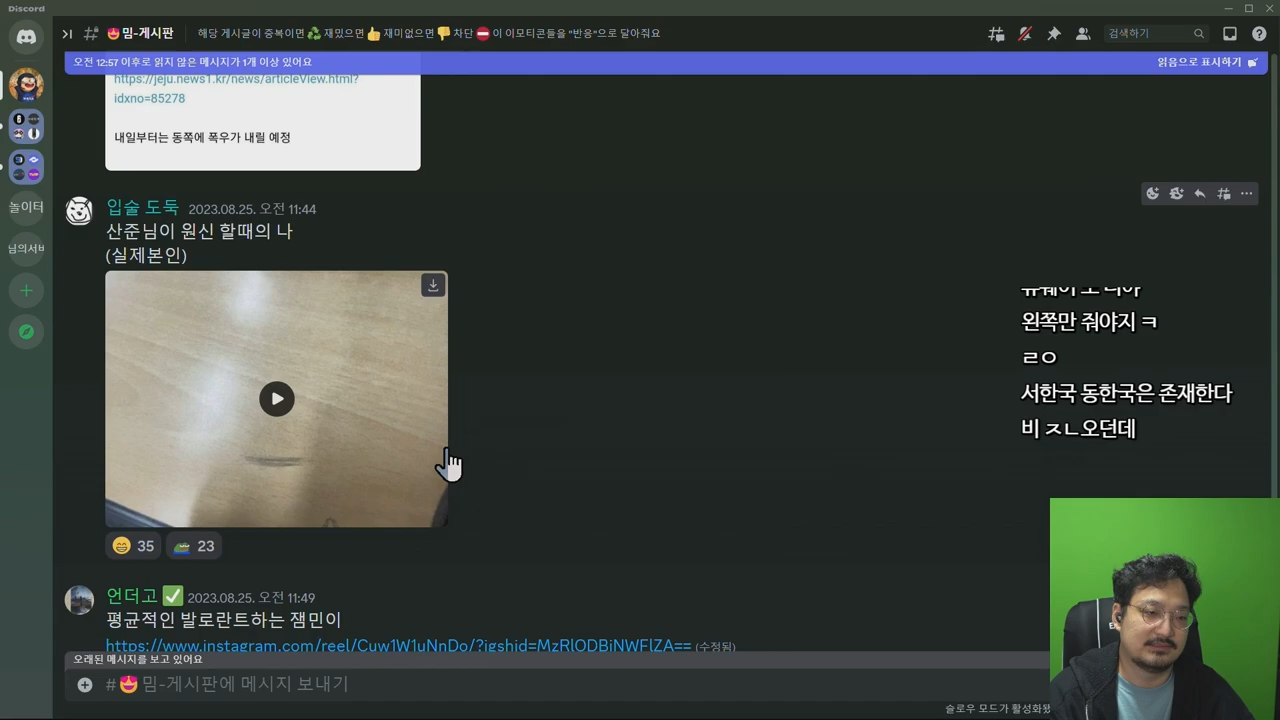 Discord
😍밈-게시판
해당 게시글이 중복이면♻️ 재밌으면👍 재미없으면👎 차단⛔ 이 이모티콘들을 "반응"으로 달아줘요
검색하기
오전 12:57 이후로 읽지 않은 메시지가 1개 이상 있어요
읽음으로 표시하기
https://jeju.news1.kr/news/articleView.html?
idxno=85278
내일부터는 동쪽에 폭우가 내릴 예정
놀이터
님의서버
입술 도둑 2023.08.25. 오전 11:44
산준님이 원신 할때의 나
(실제본인)
😄 35 23
왼쪽만 줘야지 ㅋ
ㄹㅇ
서한국 동한국은 존재한다
비 ㅈㄴ오던데
언더고 ✅ 2023.08.25. 오전 11:49
평균적인 발로란트하는 잼민이
https://www.instagram.com/reel/Cuw1W1uNnDo/?igshid=MzRlODBiNWFlZA== (수정됨)
오래된 메시지를 보고 있어요
#😍밈-게시판에 메시지 보내기
슬로우 모드가 활성화됐